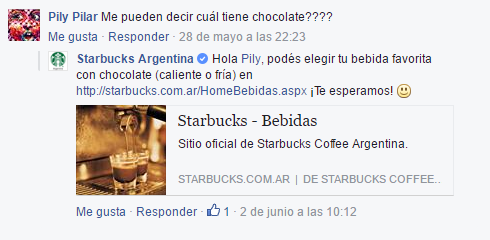 Pily Pilar Me pueden decir cuál tiene chocolate????
Me gusta · Responder · 28 de mayo a las 22:23
Starbucks Argentina Hola Pily, podés elegir tu bebida favorita
con chocolate (caliente o fría) en
http://starbucks.com.ar/HomeBebidas.aspx ¡Te esperamos!
Starbucks - Bebidas
Sitio oficial de Starbucks Coffee Argentina.
STARBUCKS.COM.AR | DE STARBUCKS COFFEE..
Me gusta · Responder · 1 · 2 de junio a las 10:12